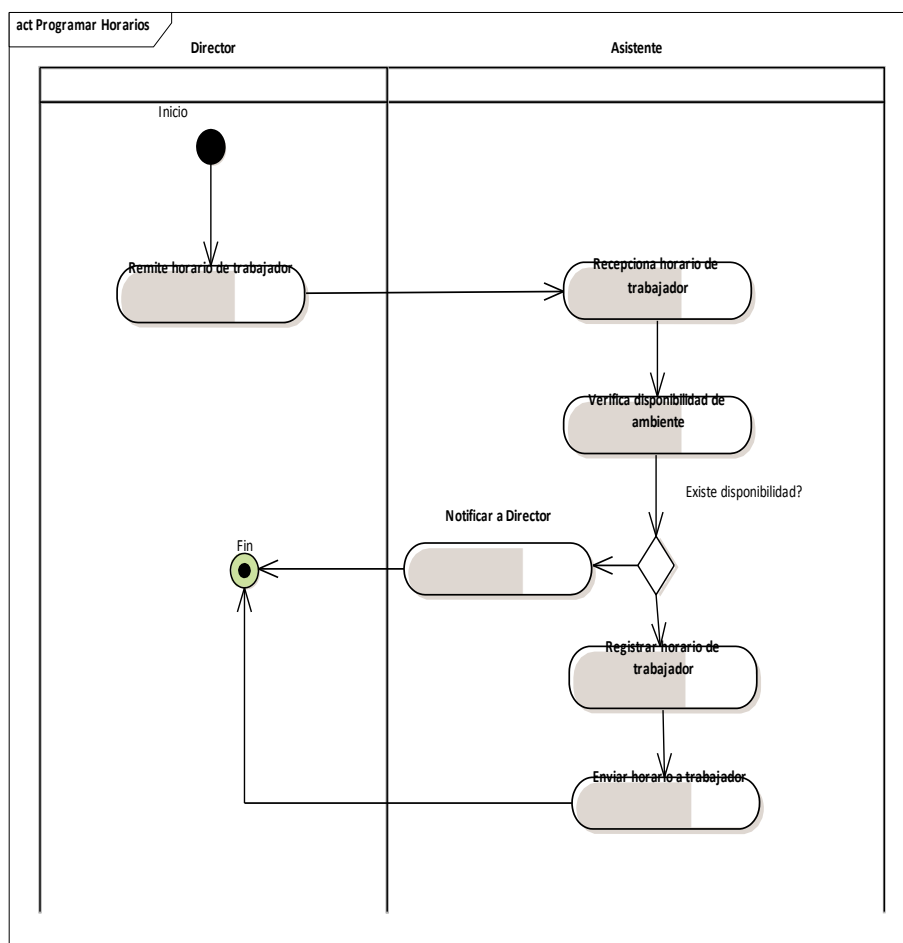 act Programar Horarios
Director
Asistente
Inicio
Remite horario de trabajador
Recepciona horario de
trabajador
Verifica disponibilidad de
ambiente
Existe disponibilidad?
Notificar a Director
Fin
Registrar horario de
trabajador
Enviar horario a trabajador